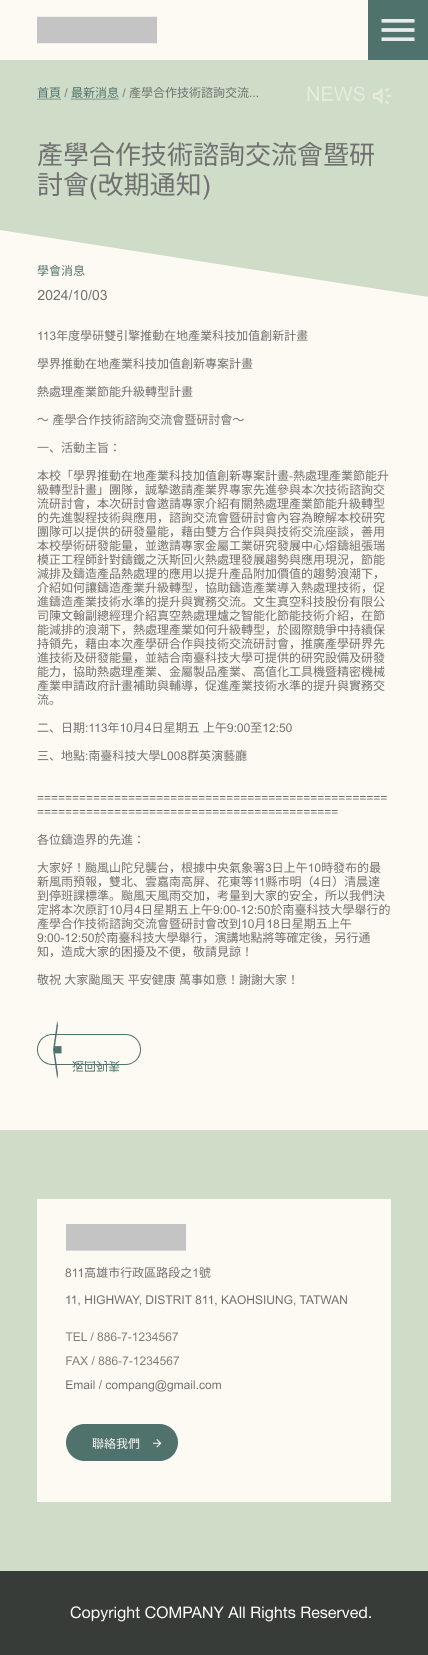 首頁 / 最新消息 / 產學合作技術諮詢交流...
NEWS
產學合作技術諮詢交流會暨研
討會(改期通知)
學會消息
2024/10/03
113年度學研雙引擎推動在地產業科技加值創新計畫
學界推動在地產業科技加值創新專案計畫
熱處理產業節能升級轉型計畫
～ 產學合作技術諮詢交流會暨研討會～
一、活動主旨：
本校「學界推動在地產業科技加值創新專案計畫-熱處理產業節能升
級轉型計畫」團隊，誠摯邀請產業界專家先進參與本次技術諮詢交
流研討會，本次研討會邀請專家介紹有關熱處理產業節能升級轉型
的先進製程技術與應用，諮詢交流會暨研討會內容為瞭解本校研究
團隊可以提供的研發量能，藉由雙方合作與與技術交流座談，善用
本校學術研發能量，並邀請專家金屬工業研究發展中心熔鑄組張瑞
模正工程師針對鑄鐵之沃斯回火熱處理發展趨勢與應用現況，節能
減排及鑄造產品熱處理的應用以提升產品附加價值的趨勢浪潮下，
介紹如何讓鑄造產業升級轉型，協助鑄造產業導入熱處理技術，促
進鑄造產業技術水準的提升與實務交流。文生真空科技股份有限公
司陳文翰副總經理介紹真空熱處理爐之智能化節能技術介紹，在節
能減排的浪潮下，熱處理產業如何升級轉型，於國際競爭中持續保
持領先，藉由本次產學研合作與技術交流研討會，推廣產學研界先
進技術及研發能量，並結合南臺科技大學可提供的研究設備及研發
能力，協助熱處理產業、金屬製品產業、高值化工具機暨精密機械
產業申請政府計畫補助與輔導，促進產業技術水準的提升與實務交
流。
二、日期:113年10月4日星期五 上午9:00至12:50
三、地點:南臺科技大學L008群英演藝廳
==================================================
===========================================
各位鑄造界的先進：
大家好！颱風山陀兒襲台，根據中央氣象署3日上午10時發布的最
新風雨預報，雙北、雲嘉南高屏、花東等11縣市明（4日）清晨達
到停班課標準。颱風天風雨交加，考量到大家的安全，所以我們決
定將本次原訂10月4日星期五上午9:00-12:50於南臺科技大學舉行的
產學合作技術諮詢交流會暨研討會改到10月18日星期五上午
9:00-12:50於南臺科技大學舉行，演講地點將等確定後，另行通
知，造成大家的困擾及不便，敬請見諒！
敬祝 大家颱風天 平安健康 萬事如意！謝謝大家！
返回列表
811高雄市行政區路段之1號
11, HIGHWAY, DISTRIT 811, KAOHSIUNG, TATWAN
TEL / 886-7-1234567
FAX / 886-7-1234567
Email / compang@gmail.com
聯絡我們
Copyright COMPANY All Rights Reserved.